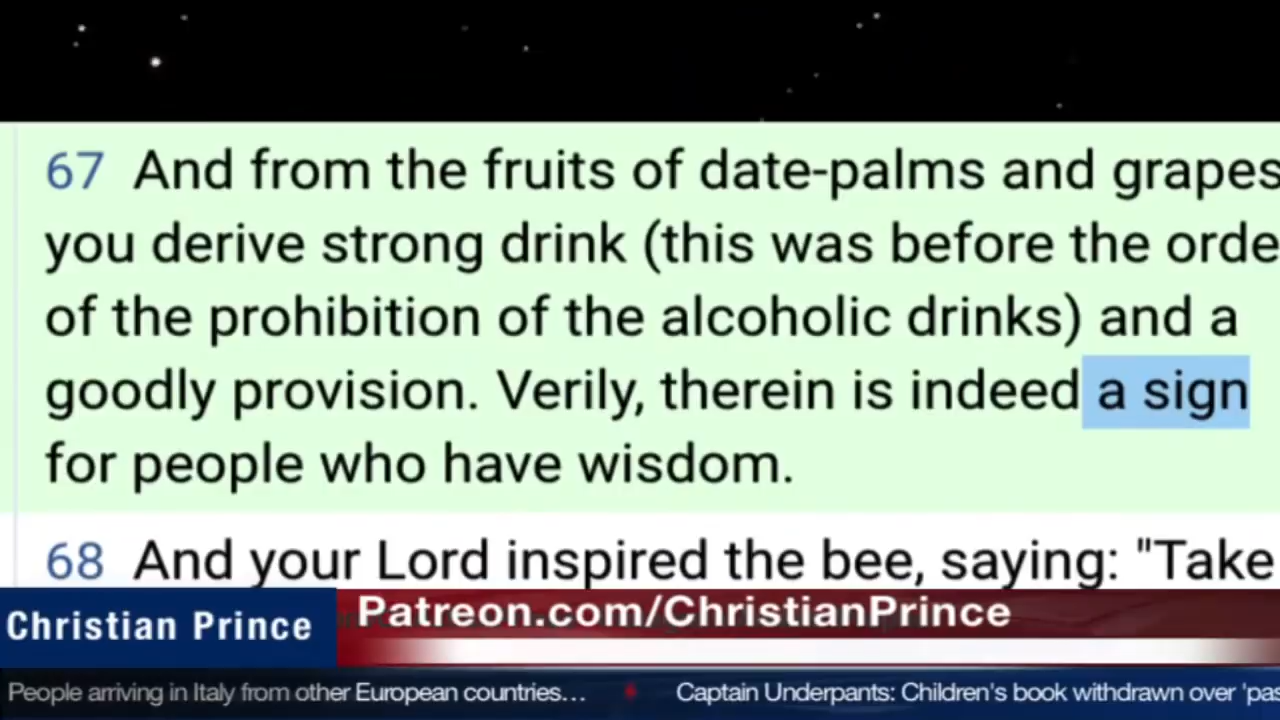 67 And from the fruits of date-palms and grapes
you derive strong drink (this was before the orde
of the prohibition of the alcoholic drinks) and a
goodly provision. Verily, therein is indeed a sign
for people who have wisdom.
68 And your Lord inspired the bee, saying: "Take
Christian Prince
Patreon.com/ChristianPrince
People arriving in Italy from other European countries... Captain Underpants: Children's book withdrawn over 'pas